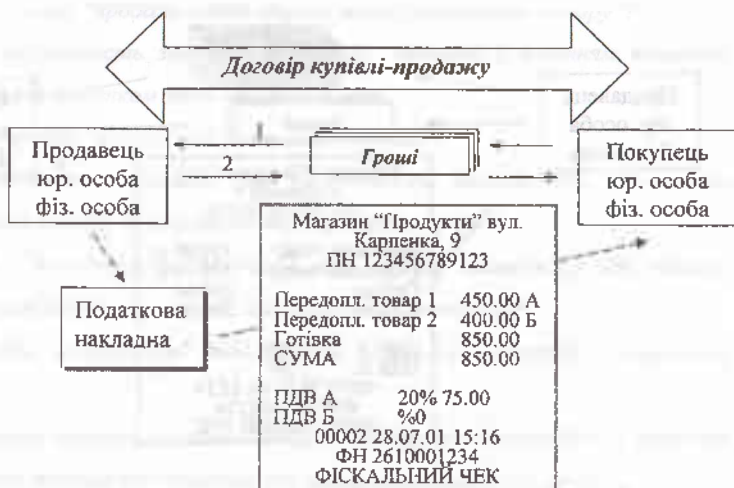 Договір купівлі-продажу
1
Продавець
юр. особа
фіз. особа
2
Гроші
Покупець
юр. особа
фіз. особа
Податкова
накладна
Магазин “Продукти” вул.
Карпенка, 9
ПН 123456789123
Передопл. товар 1 450.00 А
Передопл. товар 2 400.00 Б
Готівка 850.00
СУМА 850.00
ПДВ А 20% 75.00
ПДВ Б %0
00002 28.07.01 15:16
ФН 2610001234
ФІСКАЛЬНИЙ ЧЕК